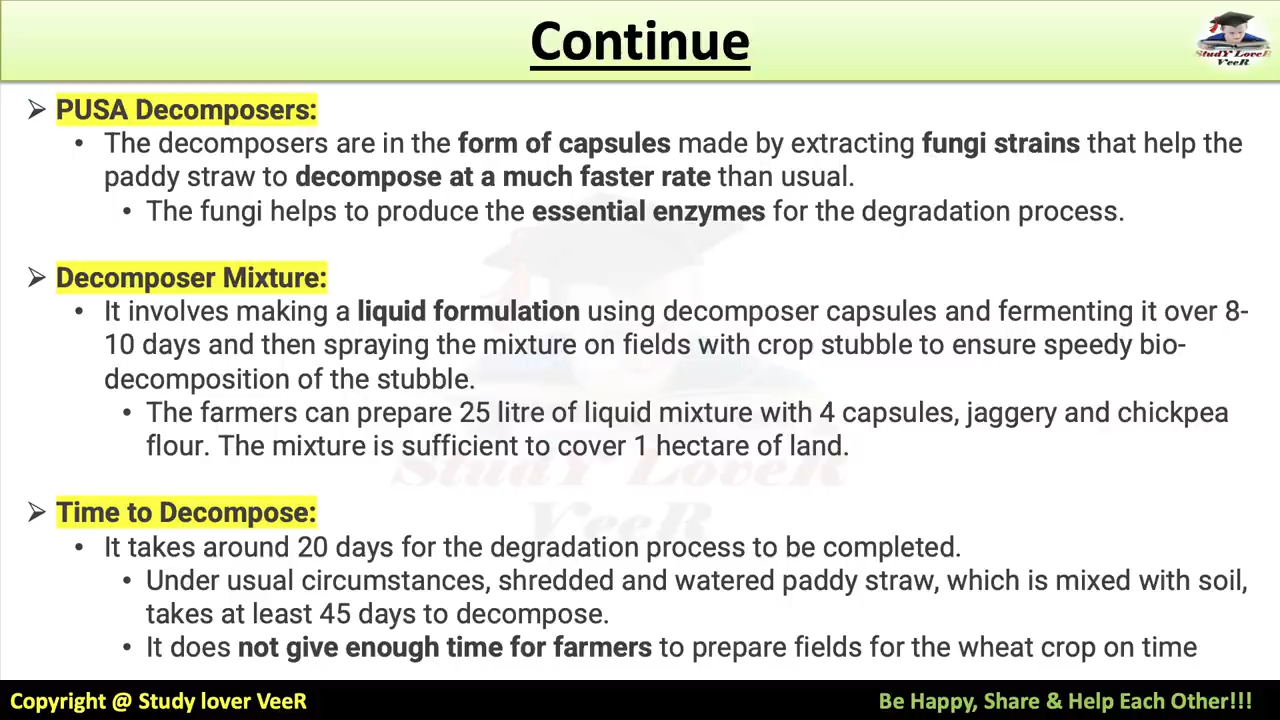 Continue
StudY LoveR
VeeR
➢ PUSA Decomposers:
• The decomposers are in the form of capsules made by extracting fungi strains that help the
paddy straw to decompose at a much faster rate than usual.
• The fungi helps to produce the essential enzymes for the degradation process.
➢ Decomposer Mixture:
• It involves making a liquid formulation using decomposer capsules and fermenting it over 8-
10 days and then spraying the mixture on fields with crop stubble to ensure speedy bio-
decomposition of the stubble.
• The farmers can prepare 25 litre of liquid mixture with 4 capsules, jaggery and chickpea
flour. The mixture is sufficient to cover 1 hectare of land.
StudY LoveR
VeeR
➢ Time to Decompose:
• It takes around 20 days for the degradation process to be completed.
• Under usual circumstances, shredded and watered paddy straw, which is mixed with soil,
takes at least 45 days to decompose.
• It does not give enough time for farmers to prepare fields for the wheat crop on time
Copyright @ Study lover VeeR
Be Happy, Share & Help Each Other!!!